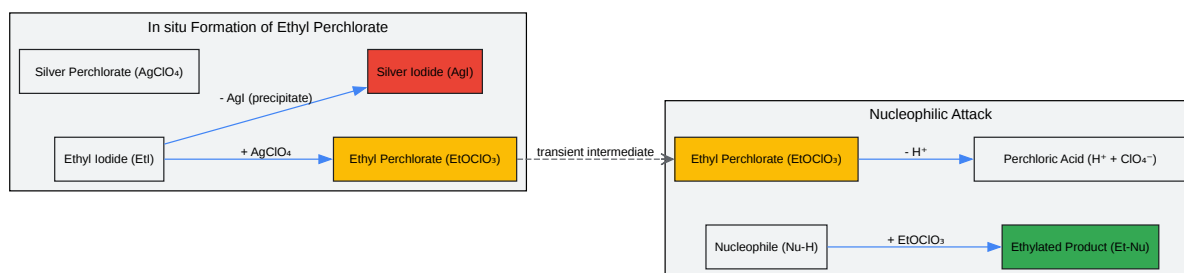 In situ Formation of Ethyl Perchlorate
Silver Perchlorate (AgClO₄)
Silver Iodide (AgI)
- AgI (precipitate)
Ethyl Iodide (EtI)
+ AgClO₄
Ethyl Perchlorate (EtOClO₃)
transient intermediate
Nucleophilic Attack
Ethyl Perchlorate (EtOClO₃)
- H⁺
Perchloric Acid (H⁺ + ClO₄⁻)
Nucleophile (Nu-H)
+ EtOClO₃
Ethylated Product (Et-Nu)